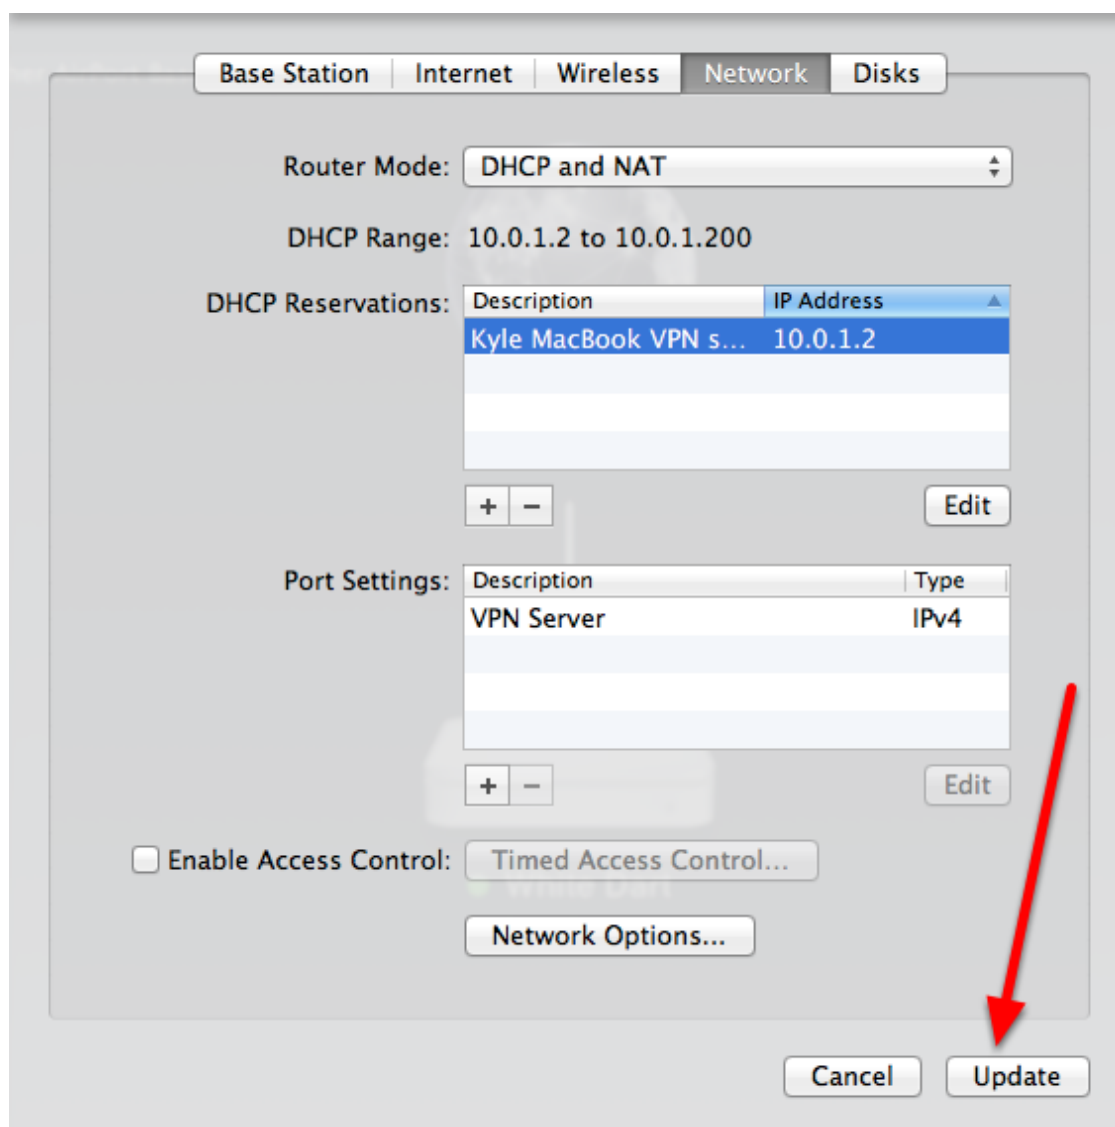 Base Station Internet Wireless Network Disks
Router Mode: DHCP and NAT
DHCP Range: 10.0.1.2 to 10.0.1.200
DHCP Reservations: Description IP Address
Kyle MacBook VPN s... 10.0.1.2
+ − Edit
Port Settings: Description Type
VPN Server IPv4
+ − Edit
Enable Access Control: Timed Access Control...
White Dart
Network Options...
Cancel Update